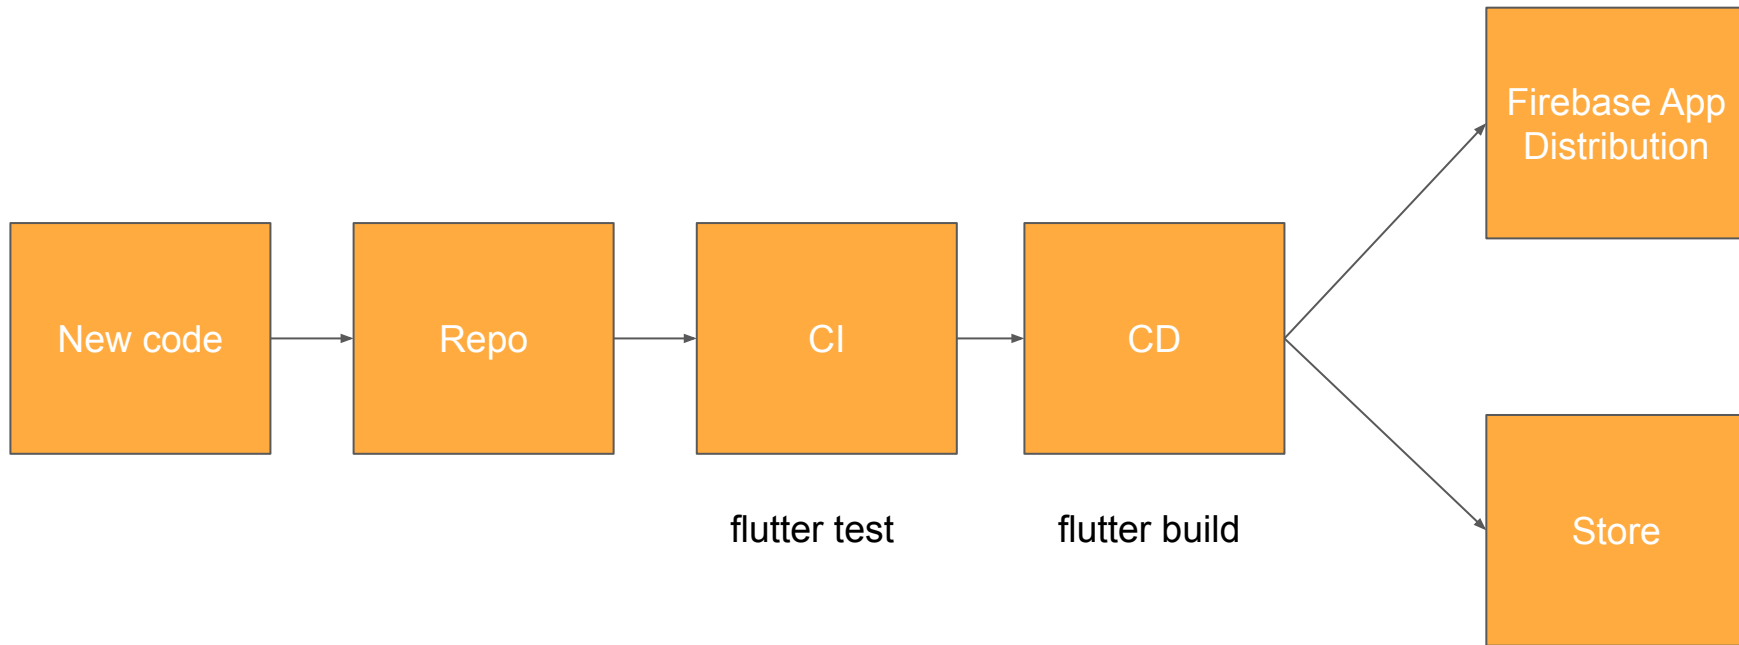 New code
Repo
CI
flutter test
CD
flutter build
Firebase App
Distribution
Store